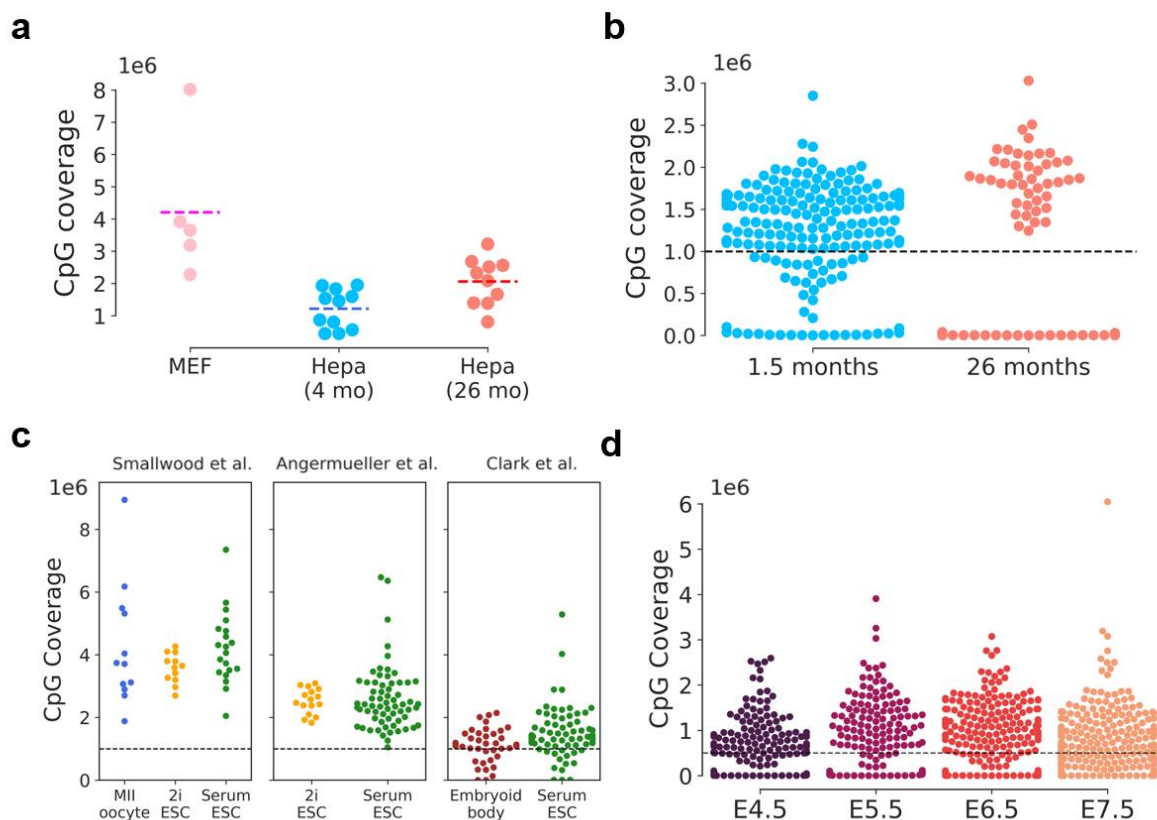 a
1e6
CpG coverage
8
7
6
5
4
3
2
1
MEF
Hepa
(4 mo)
Hepa
(26 mo)
b
1e6
CpG coverage
3.0
2.5
2.0
1.5
1.0
0.5
0.0
1.5 months
26 months
c
Smallwood et al.
Angermueller et al.
Clark et al.
1e6
CpG Coverage
8
6
4
2
0
MII
oocyte
2i
ESC
Serum
ESC
2i
ESC
Serum
ESC
Embryoid
body
Serum
ESC
d
1e6
CpG Coverage
6
5
4
3
2
1
0
E4.5
E5.5
E6.5
E7.5